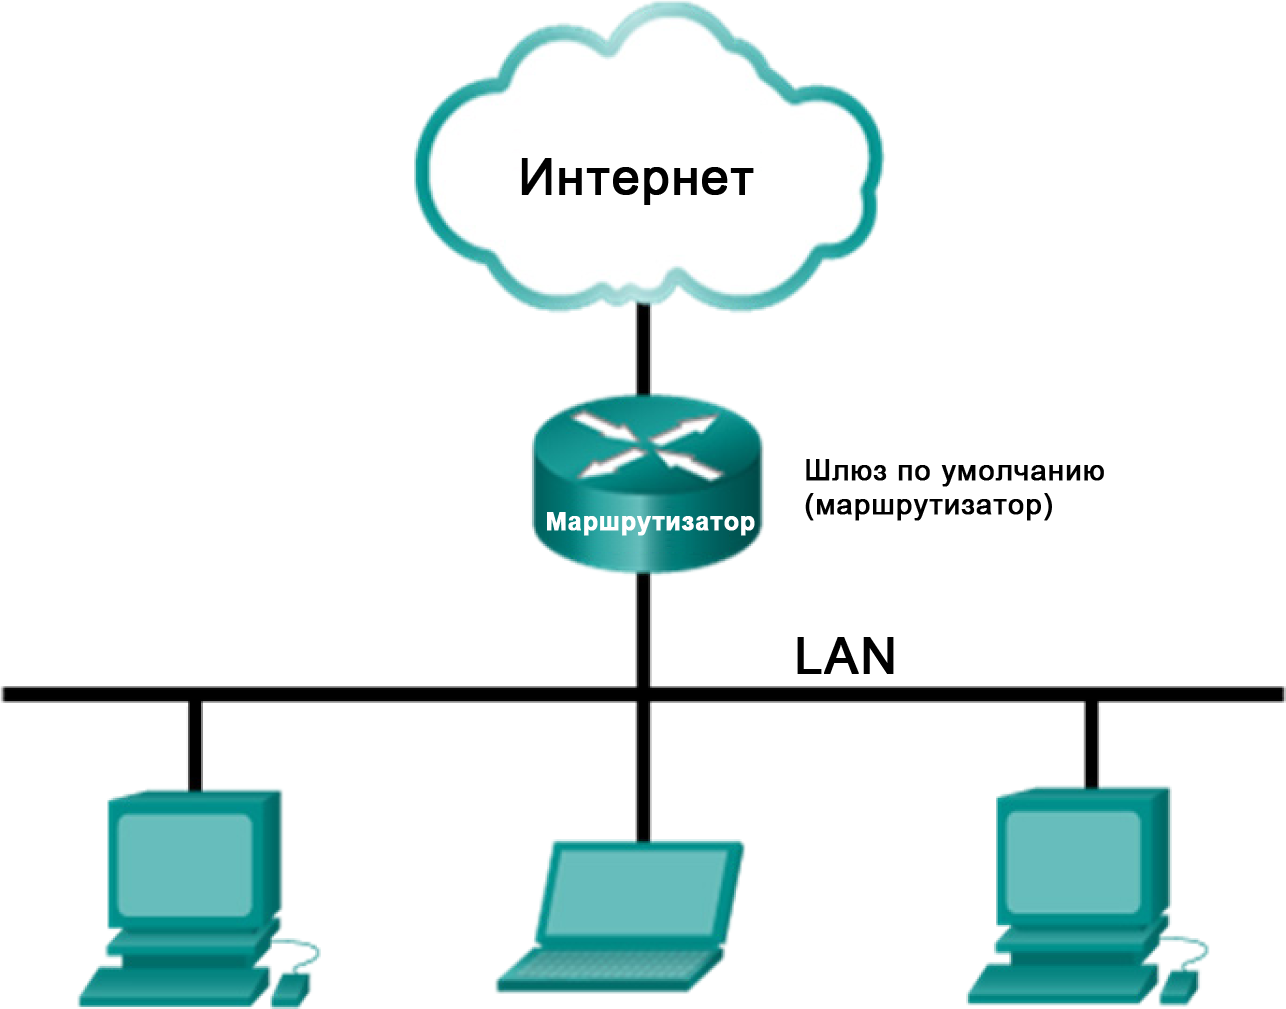 Интернет
Шлюз по умолчанию
(маршрутизатор)
Маршрутизатор
LAN